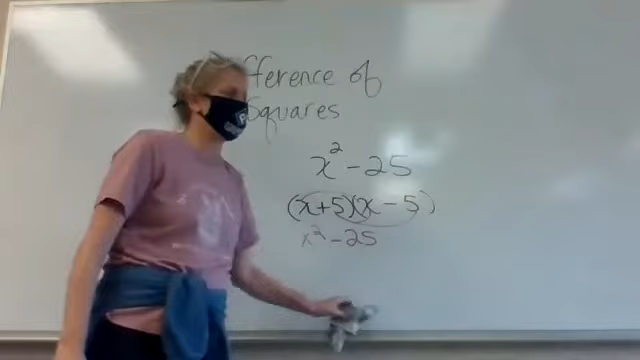 fference of
Squares
x² - 25
(x+5)(x-5)
x² - 25